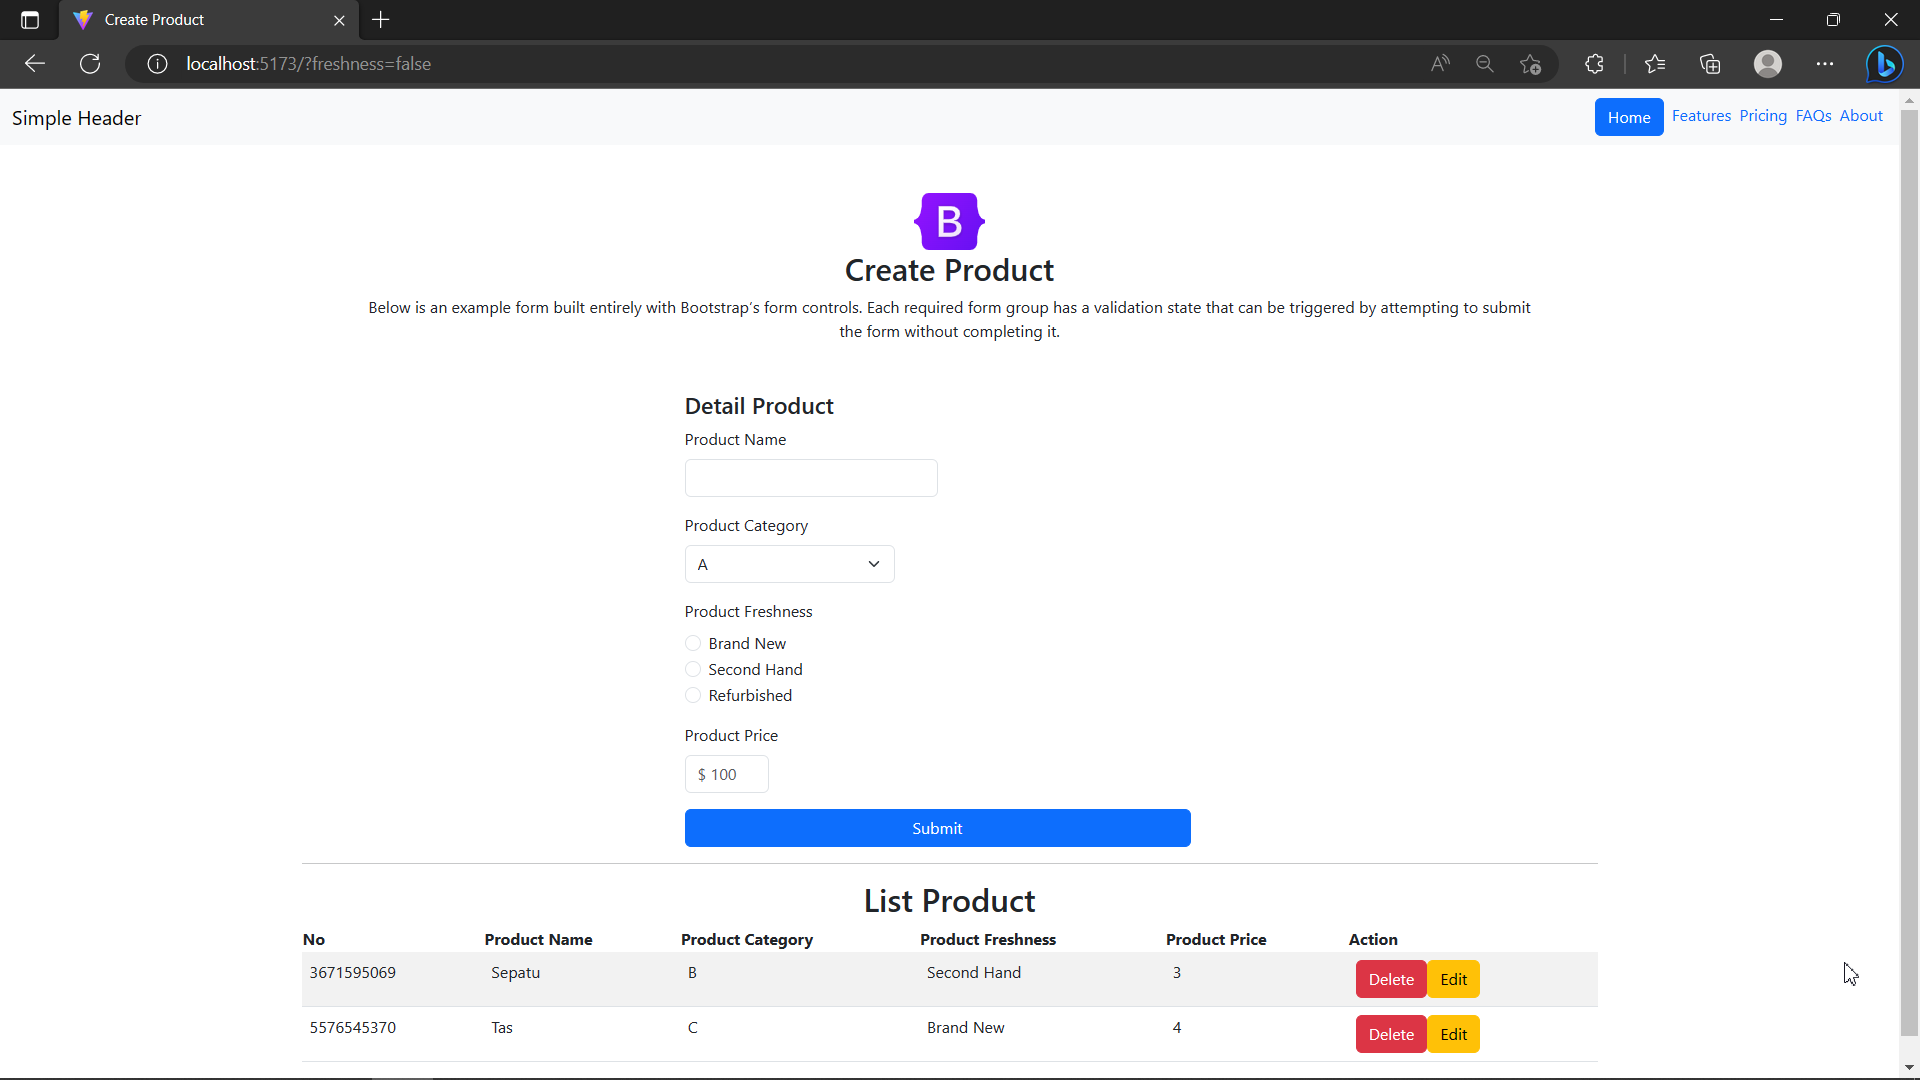 Create Product
localhost:5173/?freshness=false
Simple Header
Home Features Pricing FAQs About
B
Create Product
Below is an example form built entirely with Bootstrap's form controls. Each required form group has a validation state that can be triggered by attempting to submit
the form without completing it.
Detail Product
Product Name
Product Category
A
Product Freshness
Brand New
Second Hand
Refurbished
Product Price
$ 100
Submit
List Product
No Product Name Product Category Product Freshness Product Price Action
3671595069 Sepatu B Second Hand 3 Delete Edit
5576545370 Tas C Brand New 4 Delete Edit